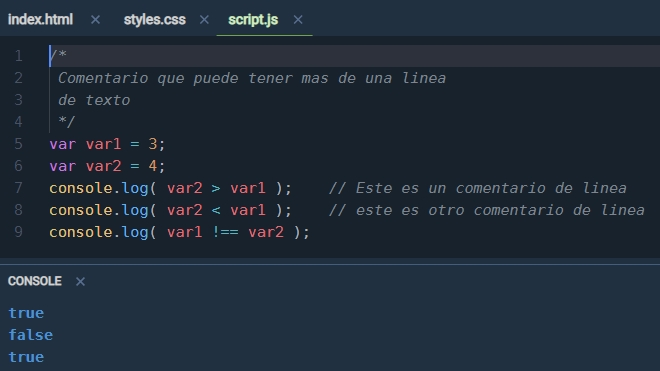 index.html × styles.css × script.js ×
1 /*
2 Comentario que puede tener mas de una linea
3 de texto
4 */
5 var var1 = 3;
6 var var2 = 4;
7 console.log( var2 > var1 ); // Este es un comentario de linea
8 console.log( var2 < var1 ); // este es otro comentario de linea
9 console.log( var1 !== var2 );
CONSOLE ×
true
false
true